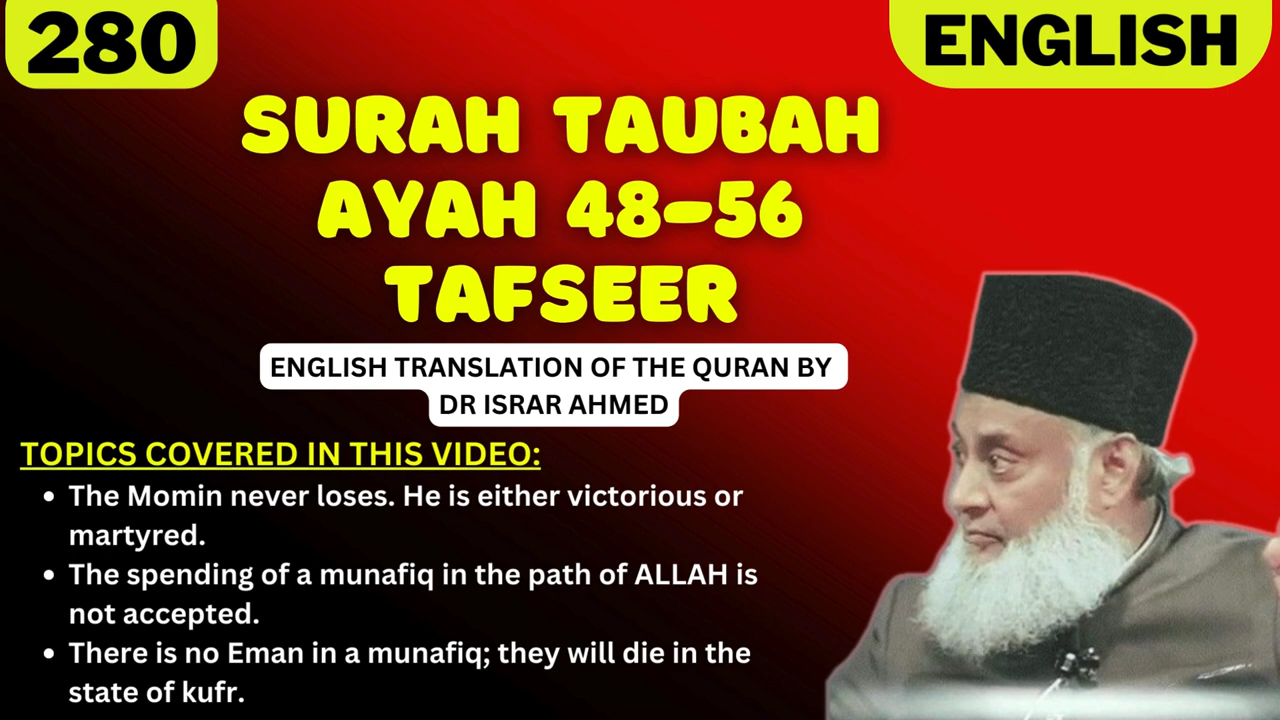 280
ENGLISH
SURAH TAUBAH
AYAH 48-56
TAFSEER
ENGLISH TRANSLATION OF THE QURAN BY
DR ISRAR AHMED
TOPICS COVERED IN THIS VIDEO:
• The Momin never loses. He is either victorious or
martyred.
• The spending of a munafiq in the path of ALLAH is
not accepted.
• There is no Eman in a munafiq; they will die in the
state of kufr.